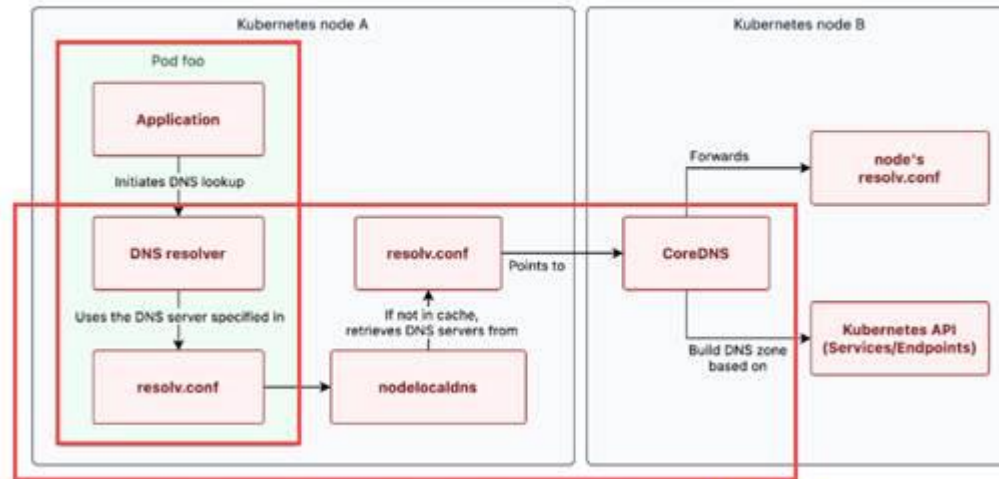 Kubernetes node A
Kubernetes node B
Pod foo
Application
Initiates DNS lookup
DNS resolver
Uses the DNS server specified in
resolv.conf
nodelocaldns
If not in cache,
retrieves DNS servers from
resolv.conf
Points to
CoreDNS
Forwards
node's
resolv.conf
Build DNS zone
based on
Kubernetes API
(Services/Endpoints)